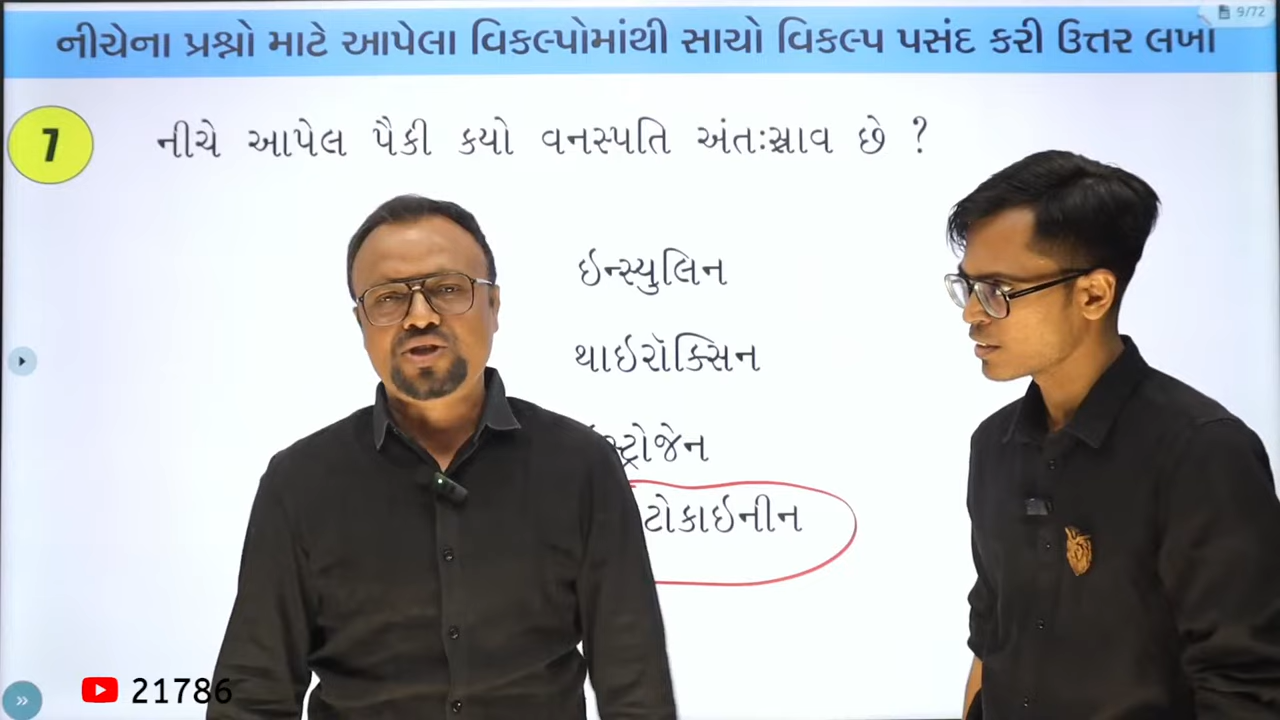 9/72
નીચેના પ્રશ્નો માટે આપેલા વિકલ્પોમાંથી સાચો વિકલ્પ પસંદ કરી ઉત્તર લખો
7 નીચે આપેલ પૈકી કયો વનસ્પતિ અંતઃસ્રાવ છે ?
ઇન્સ્યુલિન
થાઇરૉક્સિન
સ્ટ્રોજેન
ટોકાઇનીન
21786